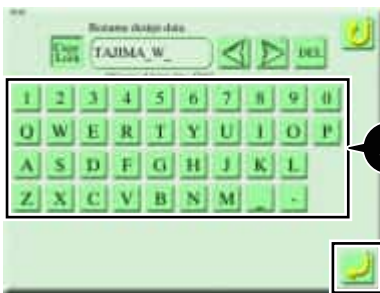 Rename design data
Caps Lock TAJIMA_W_ DEL
1 2 3 4 5 6 7 8 9 0
Q W E R T Y U I O P
A S D F G H J K L
Z X C V B N M _ -